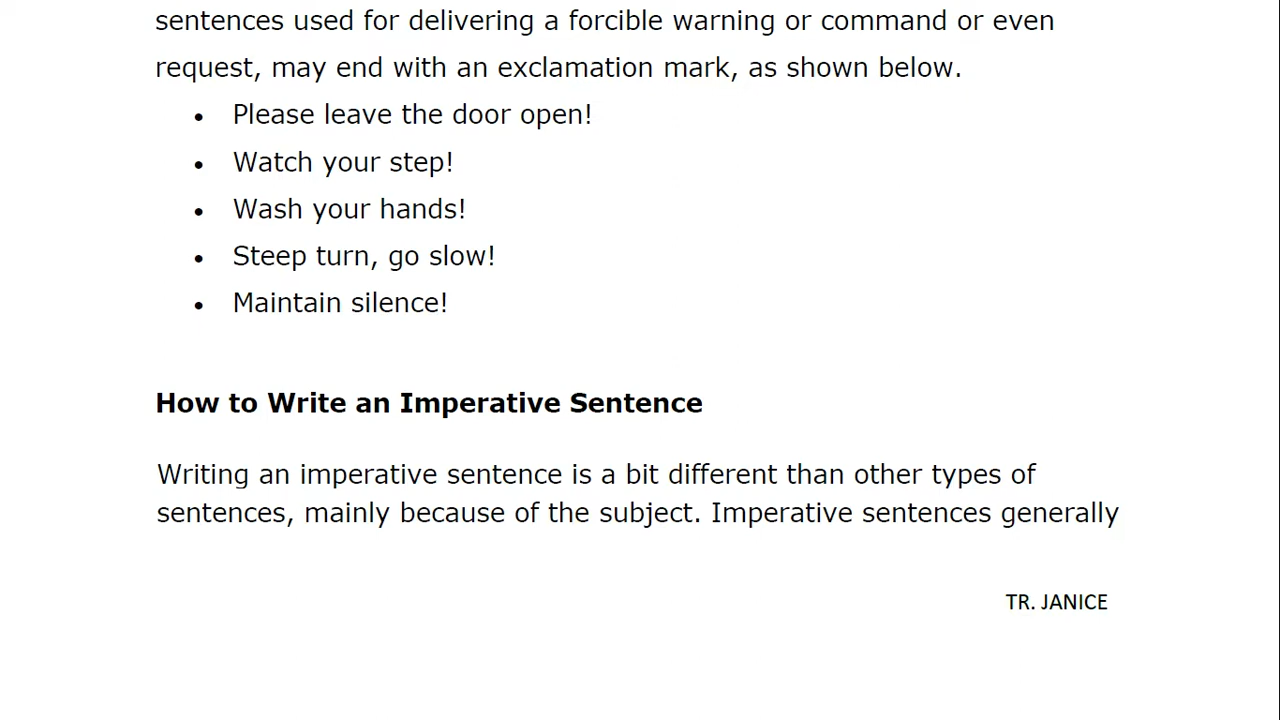 sentences used for delivering a forcible warning or command or even
request, may end with an exclamation mark, as shown below.
• Please leave the door open!
• Watch your step!
• Wash your hands!
• Steep turn, go slow!
• Maintain silence!
How to Write an Imperative Sentence
Writing an imperative sentence is a bit different than other types of
sentences, mainly because of the subject. Imperative sentences generally
TR. JANICE